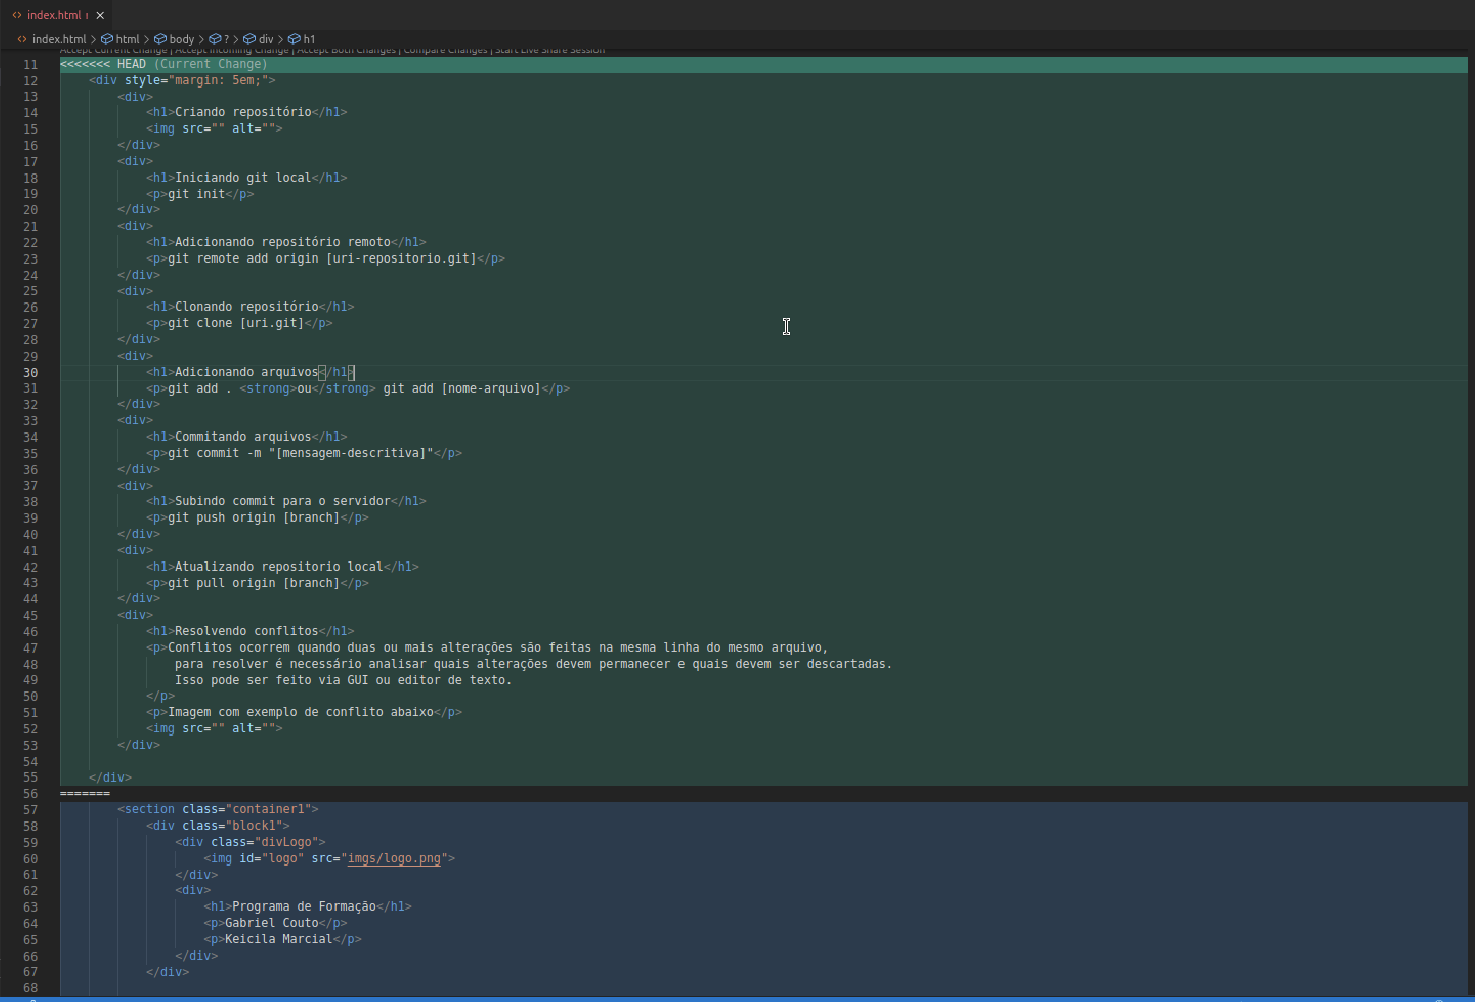 index.html !
index.html > html > body > ? > div > h1
Accept Current Change | Accept Incoming Change | Accept Both Changes | Compare Changes | Start Live Share Session
11 <<<<<<< HEAD (Current Change)
12 <div style="margin: 5em;">
13 <div>
14 <h1>Criando repositório</h1>
15 <img src="" alt="">
16 </div>
17 <div>
18 <h1>Iniciando git local</h1>
19 <p>git init</p>
20 </div>
21 <div>
22 <h1>Adicionando repositório remoto</h1>
23 <p>git remote add origin [uri-repositorio.git]</p>
24 </div>
25 <div>
26 <h1>Clonando repositório</h1>
27 <p>git clone [uri.git]</p>
28 </div>
29 <div>
30 <h1>Adicionando arquivos</h1>
31 <p>git add . <strong>ou</strong> git add [nome-arquivo]</p>
32 </div>
33 <div>
34 <h1>Commitando arquivos</h1>
35 <p>git commit -m "[mensagem-descritiva]"</p>
36 </div>
37 <div>
38 <h1>Subindo commit para o servidor</h1>
39 <p>git push origin [branch]</p>
40 </div>
41 <div>
42 <h1>Atualizando repositorio local</h1>
43 <p>git pull origin [branch]</p>
44 </div>
45 <div>
46 <h1>Resolvendo conflitos</h1>
47 <p>Conflitos ocorrem quando duas ou mais alterações são feitas na mesma linha do mesmo arquivo,
48 para resolver é necessário analisar quais alterações devem permanecer e quais devem ser descartadas.
49 Isso pode ser feito via GUI ou editor de texto.
50 </p>
51 <p>Imagem com exemplo de conflito abaixo</p>
52 <img src="" alt="">
53 </div>
54
55 </div>
56 =======
57 <section class="container1">
58 <div class="block1">
59 <div class="divLogo">
60 <img id="logo" src="imgs/logo.png">
61 </div>
62 <div>
63 <h1>Programa de Formação</h1>
64 <p>Gabriel Couto</p>
65 <p>Keicila Marcial</p>
66 </div>
67 </div>
68